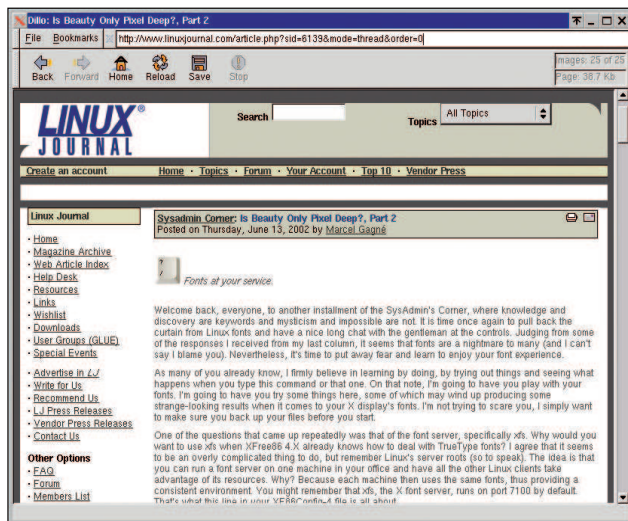 Dillo: Is Beauty Only Pixel Deep?, Part 2
File Bookmarks http://www.linuxjournal.com/article.php?sid=6139&mode=thread&order=0
Back Forward Home Reload Save Stop
Images: 25 of 25
Page: 38.7 Kb
LINUX®
JOURNAL
Search
Topics All Topics
Create an account Home · Topics · Forum · Your Account · Top 10 · Vendor Press
Linux Journal
· Home
· Magazine Archive
· Web Article Index
· Help Desk
· Resources
· Links
· Wishlist
· Downloads
· User Groups (GLUE)
· Special Events
· Advertise in LJ
· Write for Us
· Recommend Us
· LJ Press Releases
· Vendor Press Releases
· Contact Us
Other Options
· FAQ
· Forum
· Members List
Sysadmin Corner: Is Beauty Only Pixel Deep?, Part 2
Posted on Thursday, June 13, 2002 by Marcel Gagné
?
/
Fonts at your service.
Welcome back, everyone, to another installment of the SysAdmin's Corner, where knowledge and
discovery are keywords and mysticism and impossible are not. It is time once again to pull back the
curtain from Linux fonts and have a nice long chat with the gentleman at the controls. Judging from some
of the responses I received from my last column, it seems that fonts are a nightmare to many (and I can't
say I blame you). Nevertheless, it's time to put away fear and learn to enjoy your font experience.
As many of you already know, I firmly believe in learning by doing, by trying out things and seeing what
happens when you type this command or that one. On that note, I'm going to have you play with your
fonts. I'm going to have you try some things here, some of which may wind up producing some
strange-looking results when it comes to your X display's fonts. I'm not trying to scare you, I simply want
to make sure you back up your files before you start.
One of the questions that came up repeatedly was that of the font server, specifcally xfs. Why would you
want to use xfs when XFree86 4.X already knows how to deal with TrueType fonts? I agree that it seems
to be an overly complicated thing to do, but remember Linux's server roots (so to speak). The idea is that
you can run a font server on one machine in your office and have all the other Linux clients take
advantage of its resources. Why? Because each machine then uses the same fonts, thus providing a
consistent environment. You might remember that xfs, the X font server, runs on port 7100 by default.
That's what this line in your XF86Config-4 file is all about